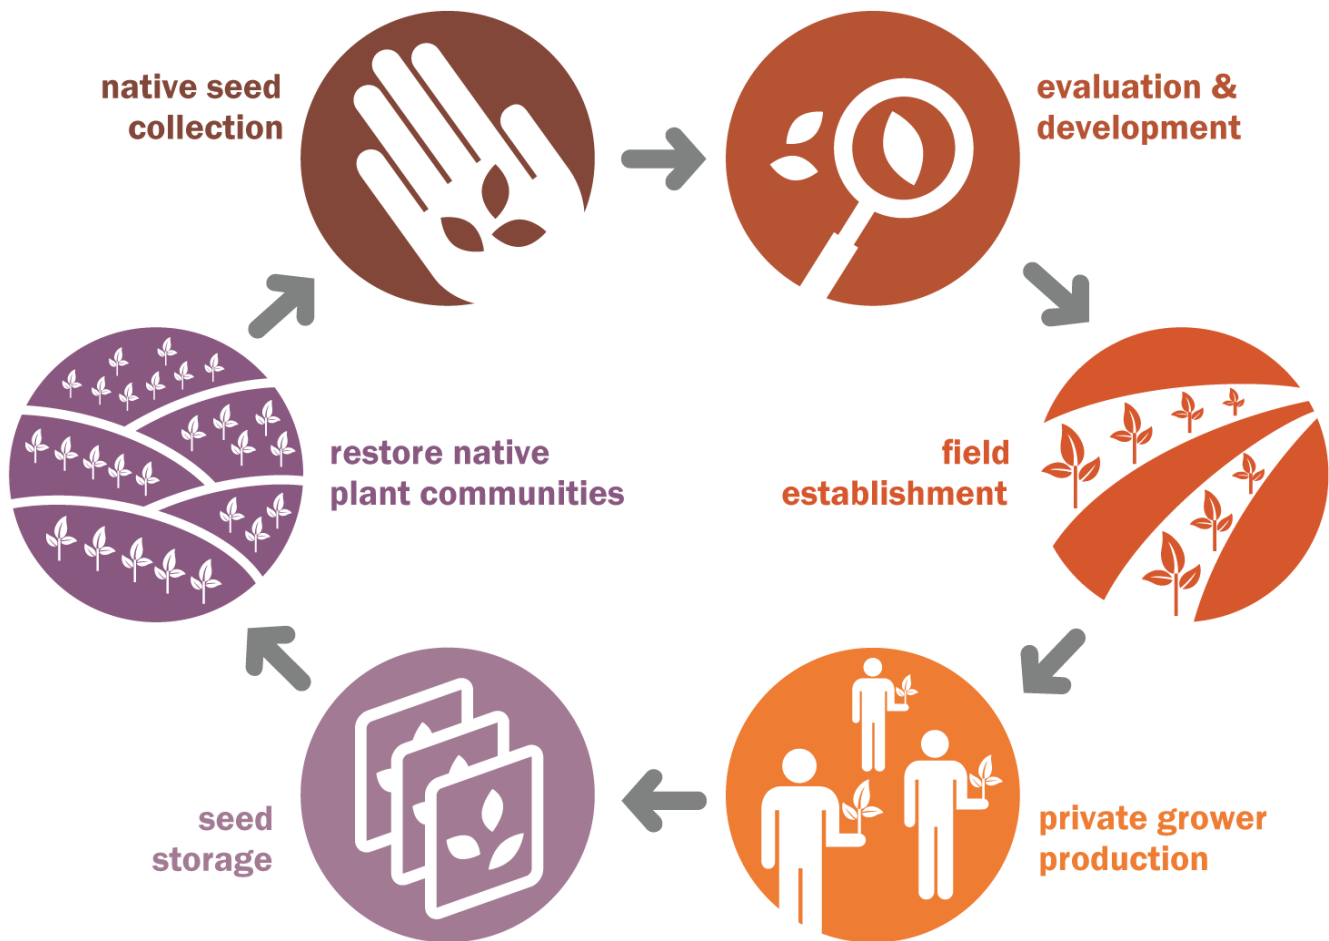 native seed
collection
evaluation &
development
restore native
plant communities
field
establishment
seed
storage
private grower
production